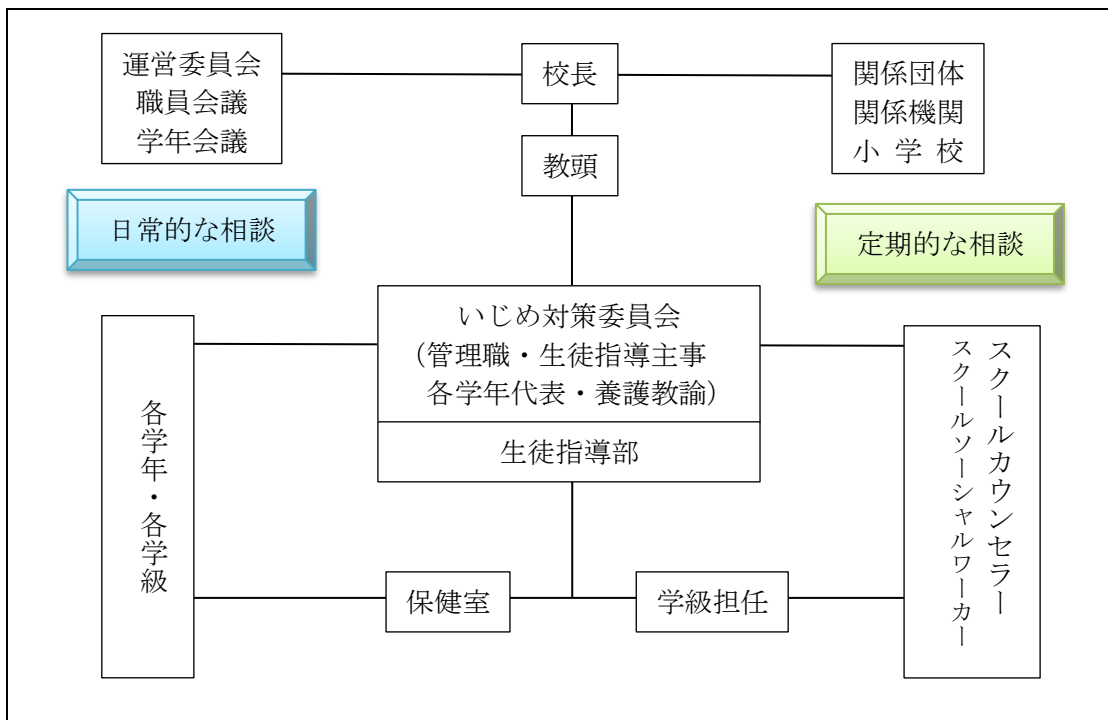 運営委員会
職員会議
学年会議
校長
関係団体
関係機関
小学校
教頭
日常的な相談
定期的な相談
いじめ対策委員会
（管理職・生徒指導主事
各学年代表・養護教諭）
生徒指導部
各学年・各学級
スクールカウンセラー
スクールソーシャルワーカー
保健室
学級担任